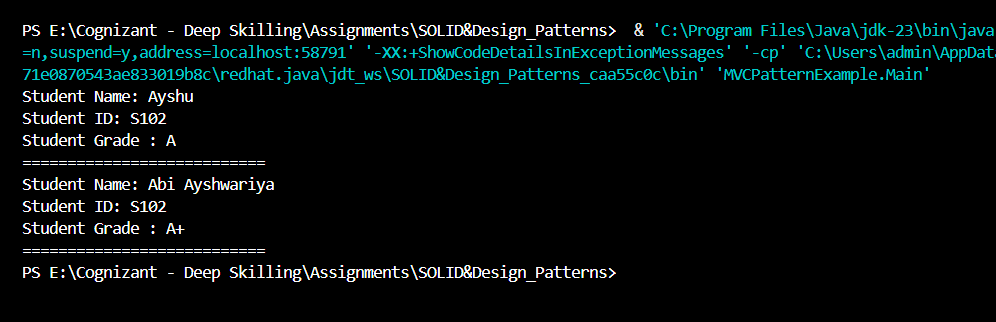 PS E:\Cognizant - Deep Skilling\Assignments\SOLID&Design_Patterns>  & 'C:\Program Files\Java\jdk-23\bin\java
=n,suspend=y,address=localhost:58791' '-XX:+ShowCodeDetailsInExceptionMessages' '-cp' 'C:\Users\admin\AppData
71e0870543ae833019b8c\redhat.java\jdt_ws\SOLID&Design_Patterns_caa55c0c\bin' 'MVCPatternExample.Main'
Student Name: Ayshu
Student ID: S102
Student Grade : A
===========================
Student Name: Abi Ayshwariya
Student ID: S102
Student Grade : A+
===========================
PS E:\Cognizant - Deep Skilling\Assignments\SOLID&Design_Patterns>